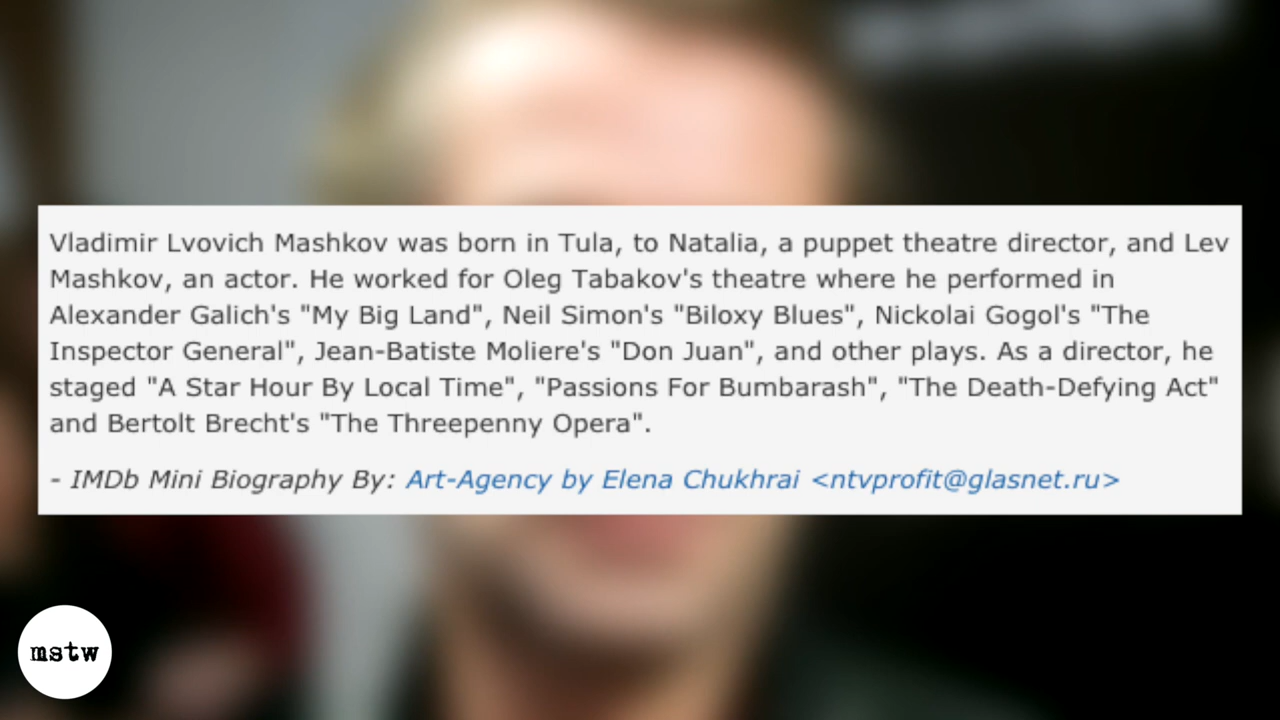 Vladimir Lvovich Mashkov was born in Tula, to Natalia, a puppet theatre director, and Lev
Mashkov, an actor. He worked for Oleg Tabakov's theatre where he performed in
Alexander Galich's "My Big Land", Neil Simon's "Biloxy Blues", Nickolai Gogol's "The
Inspector General", Jean-Batiste Moliere's "Don Juan", and other plays. As a director, he
staged "A Star Hour By Local Time", "Passions For Bumbarash", "The Death-Defying Act"
and Bertolt Brecht's "The Threepenny Opera".
- IMDb Mini Biography By: Art-Agency by Elena Chukhrai <ntvprofit@glasnet.ru>
mstw